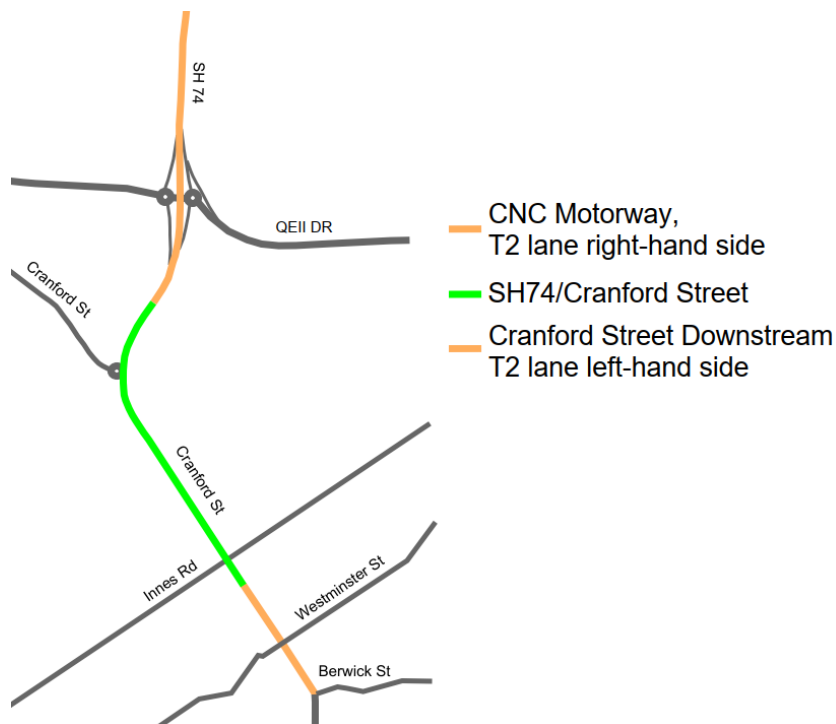 SH 74
QEII DR
Cranford St
Cranford St
Innes Rd
Westminster St
Berwick St
CNC Motorway,
T2 lane right-hand side
SH74/Cranford Street
Cranford Street Downstream
T2 lane left-hand side